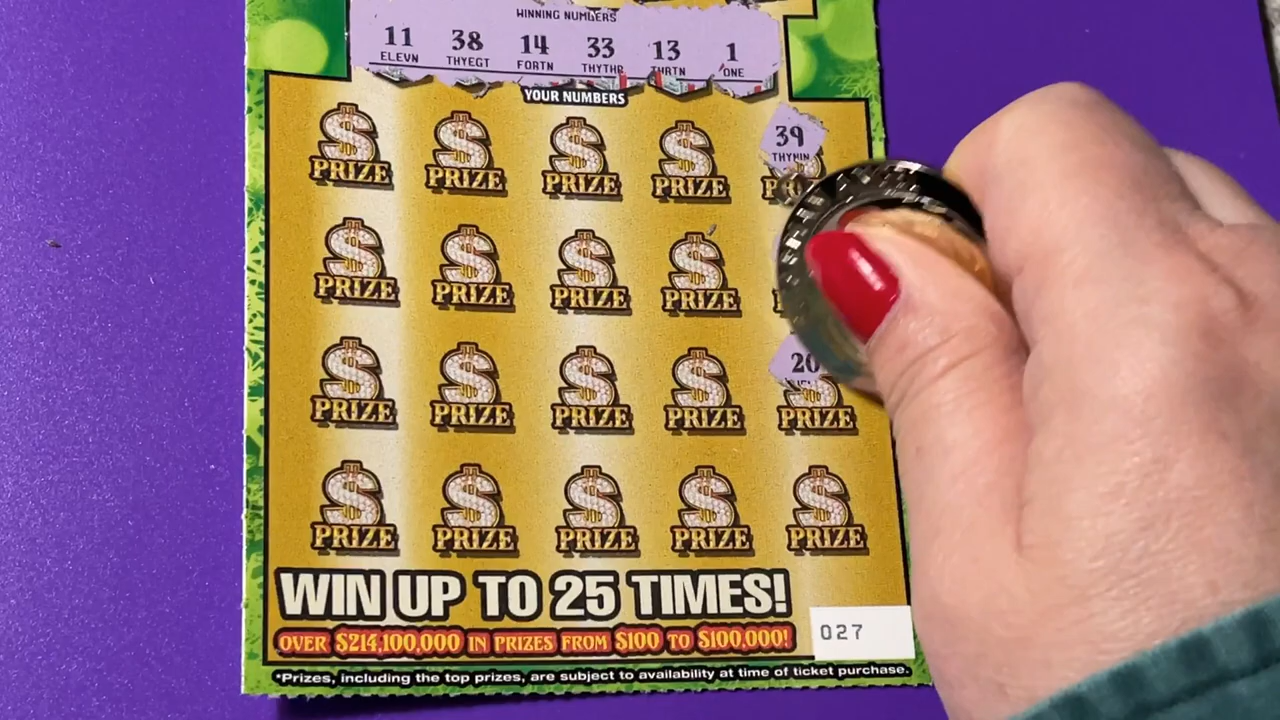 WINNING NUMBERS
11 38 14 33 13 1
ELEVN THYEGT FORTN THYTHR THRTN ONE
YOUR NUMBERS
39
THYNIN
PRIZE PRIZE PRIZE PRIZE
PRIZE PRIZE PRIZE PRIZE
20
PRIZE PRIZE PRIZE PRIZE PRIZE
PRIZE PRIZE PRIZE PRIZE PRIZE
WIN UP TO 25 TIMES!
OVER $214,100,000 IN PRIZES FROM $100 TO $100,000!
027
*Prizes, including the top prizes, are subject to availability at time of ticket purchase.